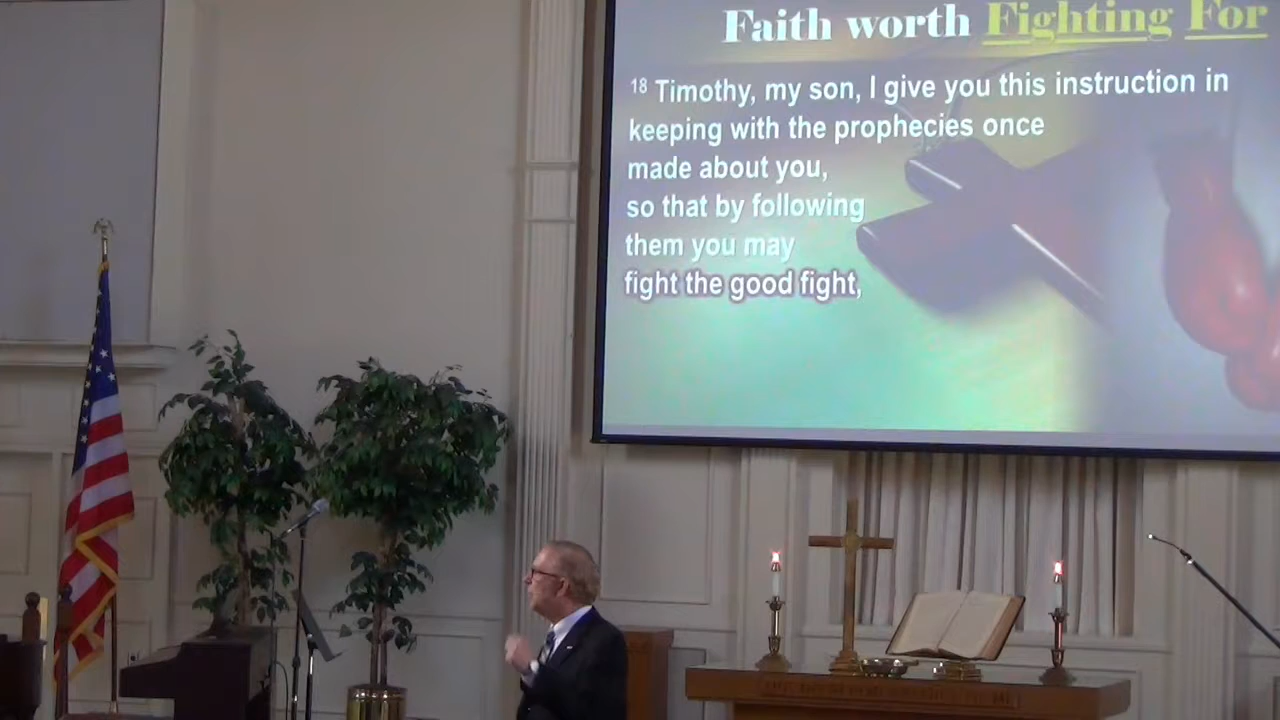 Faith worth Fighting For
18 Timothy, my son, I give you this instruction in
keeping with the prophecies once
made about you,
so that by following
them you may
fight the good fight,